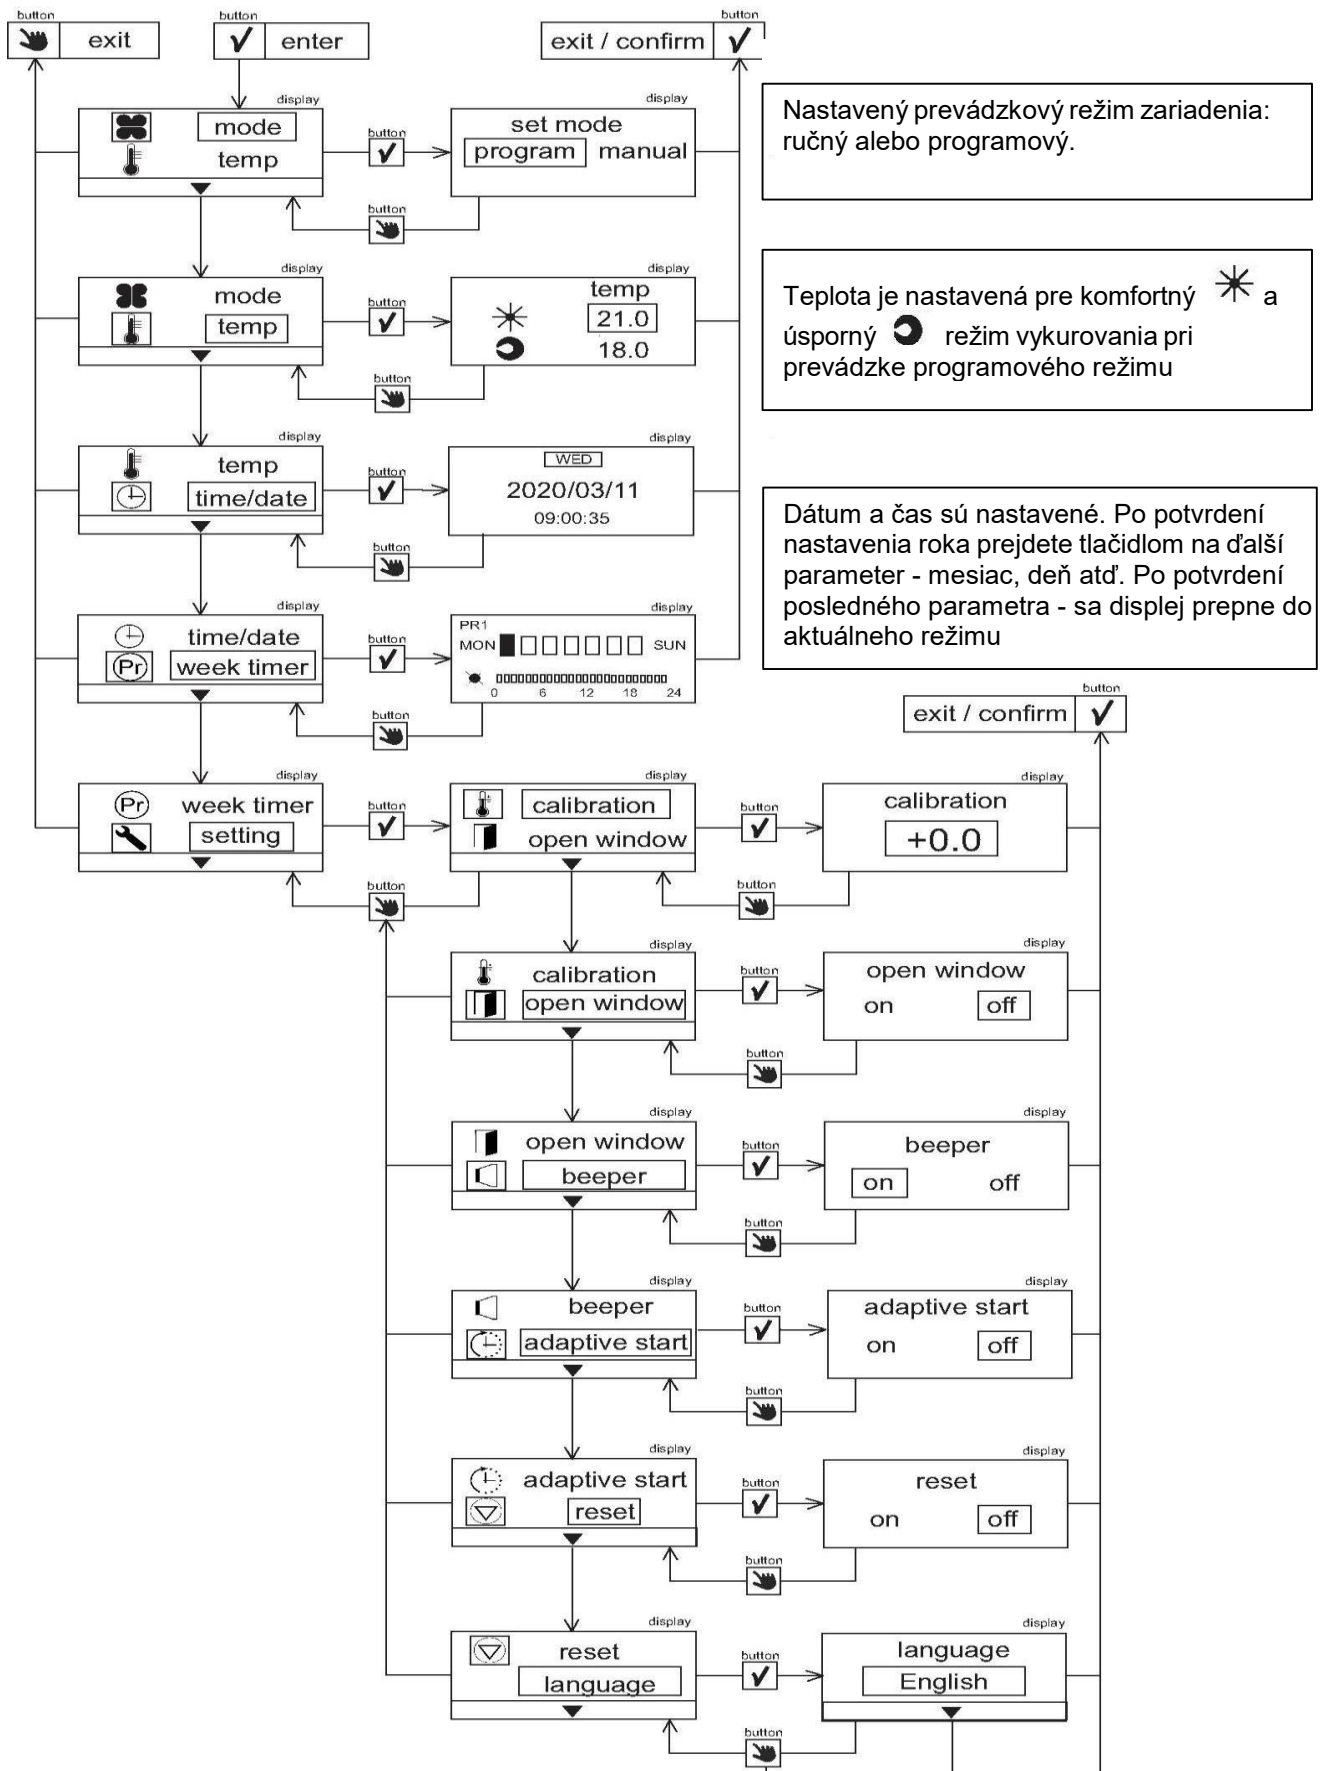 button
button
button
exit
enter
exit / confirm
display
display
mode
temp
button
set mode
program manual
button
Nastavený prevádzkový režim zariadenia:
ručný alebo programový.
display
display
mode
temp
button
temp
21.0
18.0
button
Teplota je nastavená pre komfortný a
úsporný režim vykurovania pri
prevádzke programového režimu
display
display
temp
time/date
button
WED
2020/03/11
09:00:35
button
Dátum a čas sú nastavené. Po potvrdení
nastavenia roka prejdete tlačidlom na ďalší
parameter - mesiac, deň atď. Po potvrdení
posledného parametra - sa displej prepne do
aktuálneho režimu
display
display
time/date
Pr week timer
button
PR1
MON SUN
0 6 12 18 24
button
button
exit / confirm
display
display
display
Pr week timer
setting
button
calibration
open window
button
calibration
+0.0
button
button
display
display
calibration
open window
button
open window
on off
button
display
display
open window
beeper
button
beeper
on off
button
display
display
beeper
adaptive start
button
adaptive start
on off
button
display
display
adaptive start
reset
button
reset
on off
button
display
display
reset
language
button
language
English
button